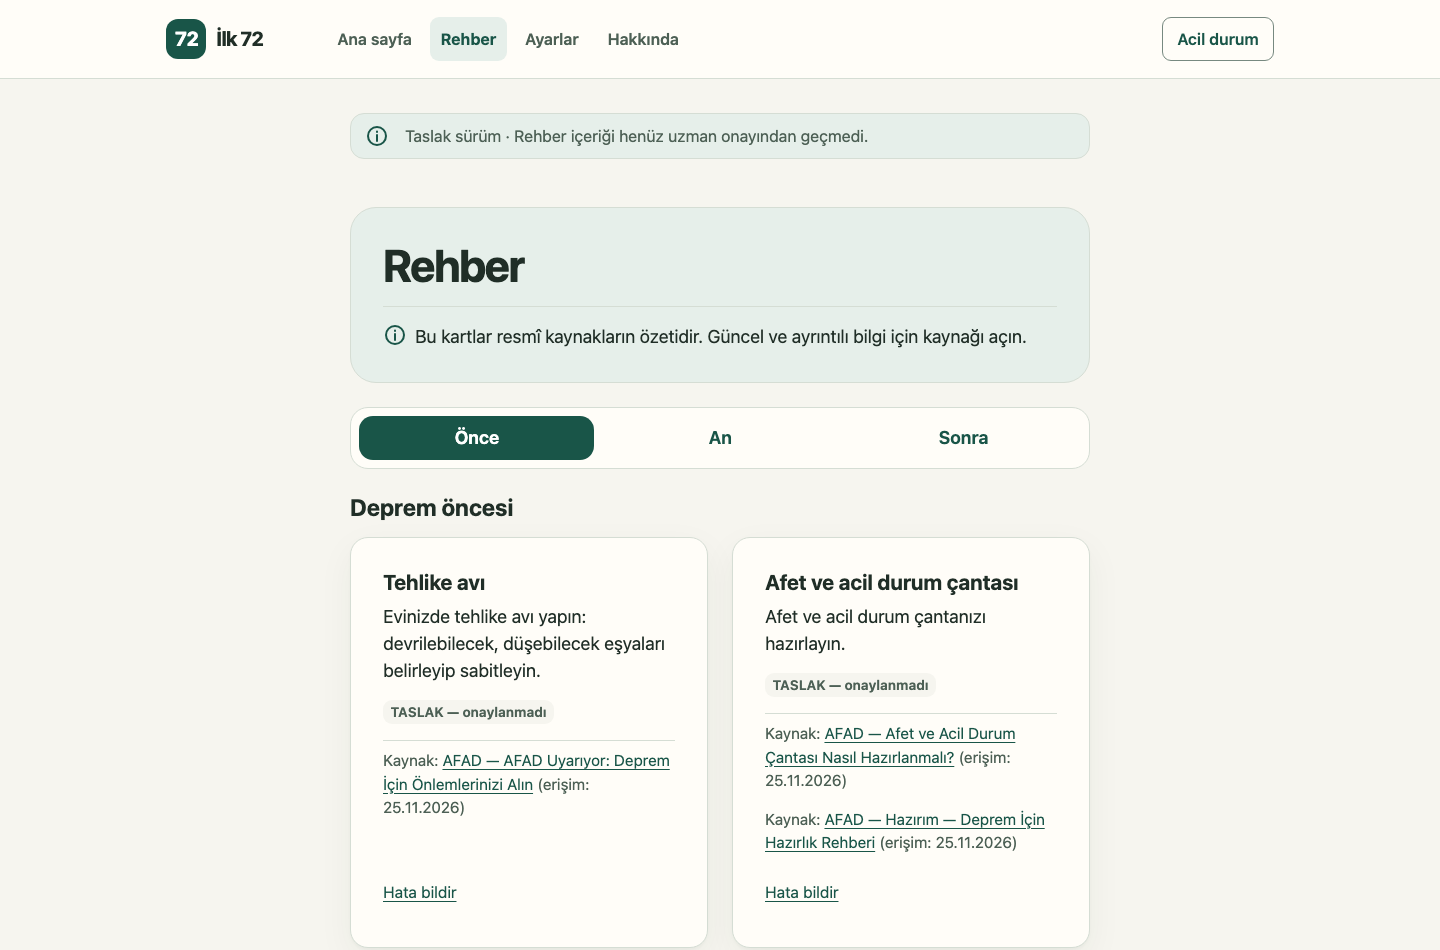 72 İlk 72 Ana sayfa Rehber Ayarlar Hakkında Acil durum
Taslak sürüm · Rehber içeriği henüz uzman onayından geçmedi.
Rehber
Bu kartlar resmî kaynakların özetidir. Güncel ve ayrıntılı bilgi için kaynağı açın.
Önce An Sonra
Deprem öncesi
Tehlike avı
Evinizde tehlike avı yapın:
devrilebilecek, düşebilecek eşyaları
belirleyip sabitleyin.
TASLAK — onaylanmadı
Kaynak: AFAD — AFAD Uyarıyor: Deprem
İçin Önlemlerinizi Alın (erişim:
25.11.2026)
Hata bildir
Afet ve acil durum çantası
Afet ve acil durum çantanızı
hazırlayın.
TASLAK — onaylanmadı
Kaynak: AFAD — Afet ve Acil Durum
Çantası Nasıl Hazırlanmalı? (erişim:
25.11.2026)
Kaynak: AFAD — Hazırım — Deprem İçin
Hazırlık Rehberi (erişim: 25.11.2026)
Hata bildir